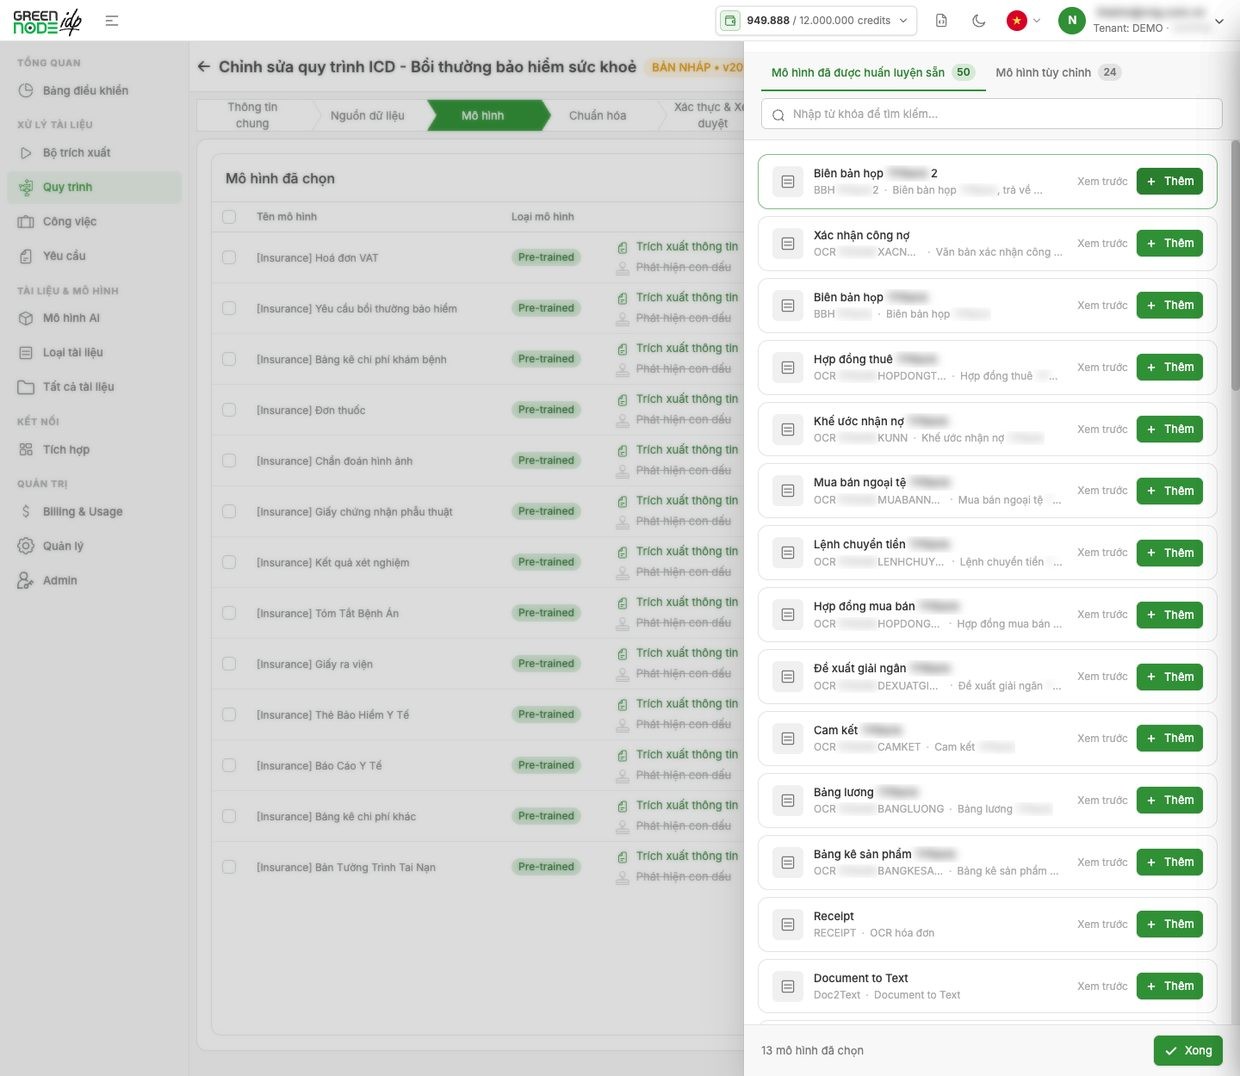 GREEN NODE idp
949.888 / 12.000.000 credits
N
Tenant: DEMO ·
TỔNG QUAN
Bảng điều khiển
XỬ LÝ TÀI LIỆU
Bộ trích xuất
Quy trình
Công việc
Yêu cầu
TÀI LIỆU & MÔ HÌNH
Mô hình AI
Loại tài liệu
Tất cả tài liệu
KẾT NỐI
Tích hợp
QUẢN TRỊ
$ Billing & Usage
Quản lý
Admin
← Chỉnh sửa quy trình ICD - Bồi thường bảo hiểm sức khoẻ
BẢN NHÁP • v20
Thông tin chung
Nguồn dữ liệu
Mô hình
Chuẩn hóa
Xác thực & Xé
duyệt
Mô hình đã chọn
Tên mô hình Loại mô hình
[Insurance] Hoá đơn VAT Pre-trained Trích xuất thông tin
Phát hiện con dấu
[Insurance] Yêu cầu bồi thường bảo hiểm Pre-trained Trích xuất thông tin
Phát hiện con dấu
[Insurance] Bảng kê chi phí khám bệnh Pre-trained Trích xuất thông tin
Phát hiện con dấu
[Insurance] Đơn thuốc Pre-trained Trích xuất thông tin
Phát hiện con dấu
[Insurance] Chẩn đoán hình ảnh Pre-trained Trích xuất thông tin
Phát hiện con dấu
[Insurance] Giấy chứng nhận phẫu thuật Pre-trained Trích xuất thông tin
Phát hiện con dấu
[Insurance] Kết quả xét nghiệm Pre-trained Trích xuất thông tin
Phát hiện con dấu
[Insurance] Tóm Tắt Bệnh Án Pre-trained Trích xuất thông tin
Phát hiện con dấu
[Insurance] Giấy ra viện Pre-trained Trích xuất thông tin
Phát hiện con dấu
[Insurance] Thẻ Bảo Hiểm Y Tế Pre-trained Trích xuất thông tin
Phát hiện con dấu
[Insurance] Báo Cáo Y Tế Pre-trained Trích xuất thông tin
Phát hiện con dấu
[Insurance] Bảng kê chi phí khác Pre-trained Trích xuất thông tin
Phát hiện con dấu
[Insurance] Bản Tường Trình Tai Nạn Pre-trained Trích xuất thông tin
Phát hiện con dấu
Mô hình đã được huấn luyện sẵn 50 Mô hình tùy chỉnh 24
Nhập từ khóa để tìm kiếm...
Biên bản họp 2
BBH 2 · Biên bản họp , trả về ...
Xem trước + Thêm
Xác nhận công nợ
OCR XACN... · Văn bản xác nhận công ...
Xem trước + Thêm
Biên bản họp
BBH · Biên bản họp
Xem trước + Thêm
Hợp đồng thuê
OCR HOPDONGT... · Hợp đồng thuê ...
Xem trước + Thêm
Khế ước nhận nợ
OCR KUNN · Khế ước nhận nợ
Xem trước + Thêm
Mua bán ngoại tệ
OCR MUABANN... · Mua bán ngoại tệ ...
Xem trước + Thêm
Lệnh chuyển tiền
OCR LENHCHUY... · Lệnh chuyển tiền ...
Xem trước + Thêm
Hợp đồng mua bán
OCR HOPDONG... · Hợp đồng mua bán ...
Xem trước + Thêm
Đề xuất giải ngân
OCR DEXUATGI... · Đề xuất giải ngân ...
Xem trước + Thêm
Cam kết
OCR CAMKET · Cam kết
Xem trước + Thêm
Bảng lương
OCR BANGLUONG · Bảng lương
Xem trước + Thêm
Bảng kê sản phẩm
OCR BANGKESA... · Bảng kê sản phẩm ...
Xem trước + Thêm
Receipt
RECEIPT · OCR hóa đơn
Xem trước + Thêm
Document to Text
Doc2Text · Document to Text
Xem trước + Thêm
13 mô hình đã chọn
Xong